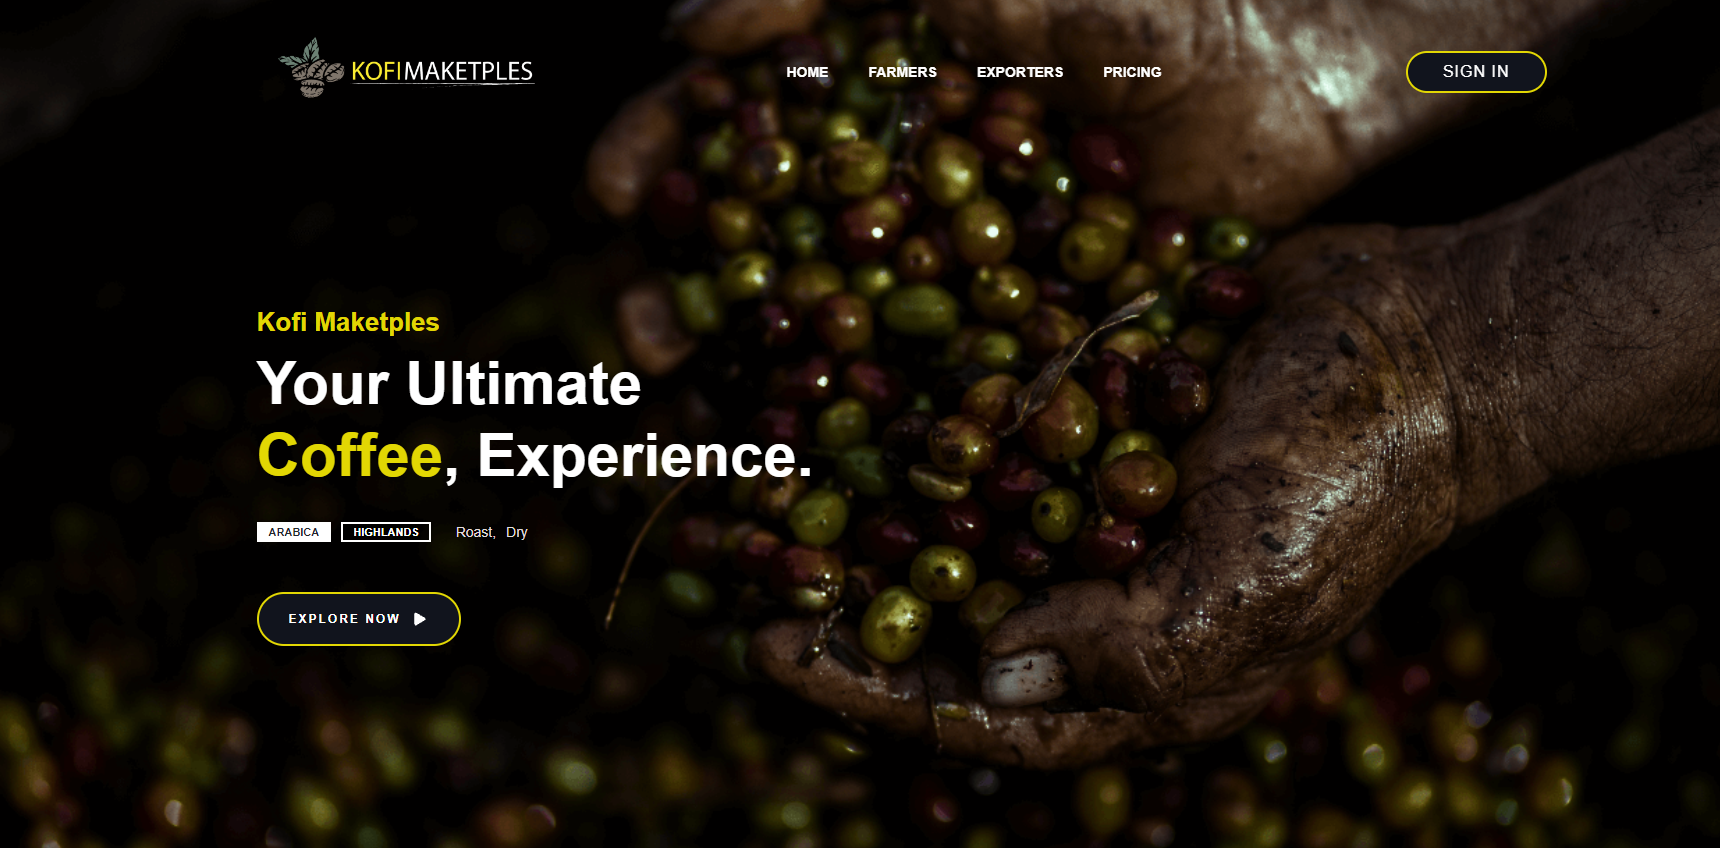 KOFIMAKETPLES
HOME FARMERS EXPORTERS PRICING
SIGN IN
Kofi Maketples
Your Ultimate
Coffee, Experience.
ARABICA HIGHLANDS Roast, Dry
EXPLORE NOW